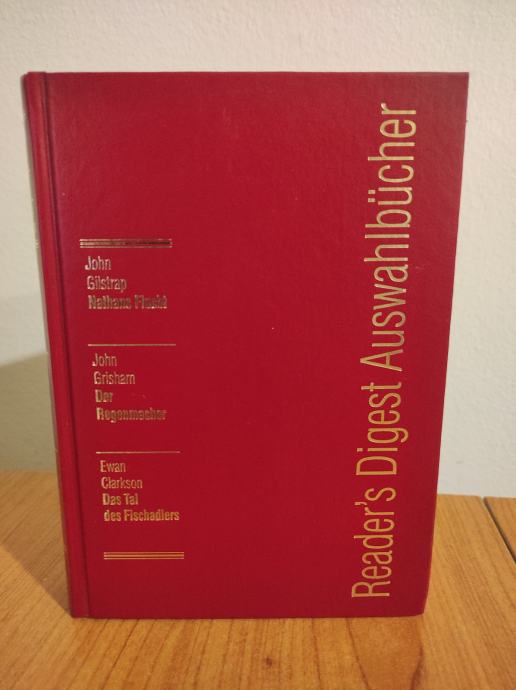 John
Gilstrap
Nathans Flucht
John
Grisham
Der
Regenmacher
Ewan
Clarkson
Das Tal
des Fischadlers
Reader's Digest Auswahlbücher